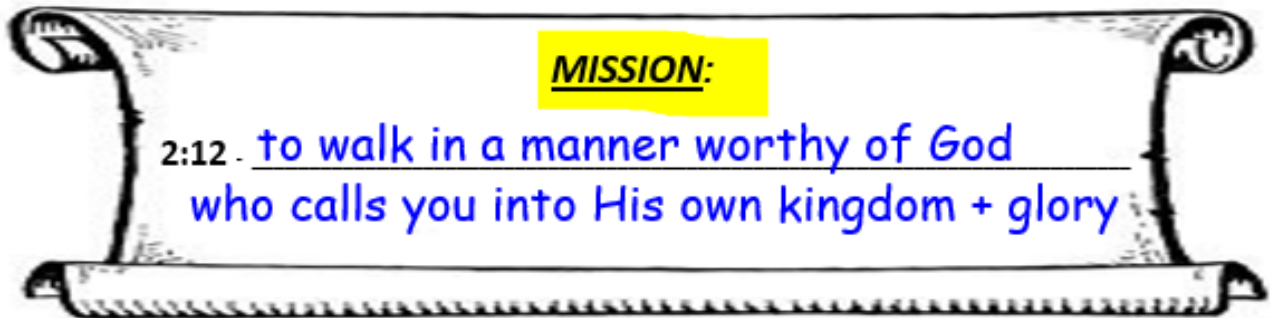 MISSION:
2:12 - to walk in a manner worthy of God
who calls you into His own kingdom + glory